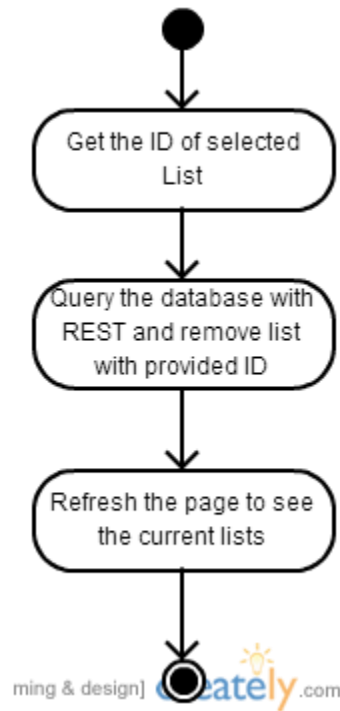 Get the ID of selected
List
Query the database with
REST and remove list
with provided ID
Refresh the page to see
the current lists
ming & design] eately.com